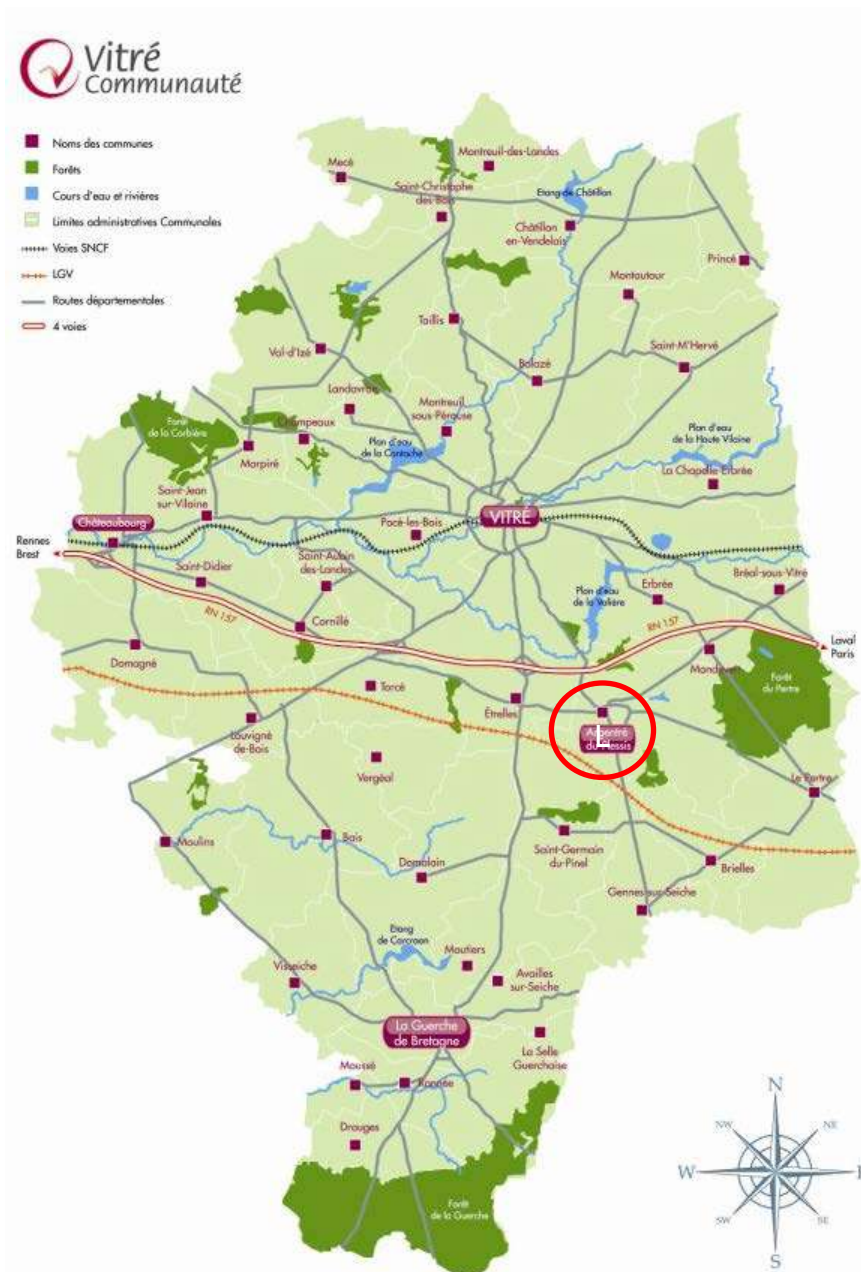 Vitré
Communauté
Noms des communes
Forêts
Cours d'eau et rivières
Limites administratives Communales
Voies SNCF
LGV
Routes départementales
4 voies
Mecé
Montreuil-des-Landes
Saint-Christophe
des-Bois
Etang de Châtillon
Châtillon
en-Vendelais
Princé
Montautour
Taillis
Val-d'Izé
Saint-M'Hervé
Balazé
Landavran
Montreuil
sous-Pérouse
Forêt
de la Corbière
Champeaux
Marpiré
Plan d'eau
de la Cantache
Plan d'eau
de la Haute Vilaine
La Chapelle-Erbrée
Saint-Jean
sur-Vilaine
Châteaubourg
Pocé-les-Bois
VITRÉ
Rennes
Brest
Saint-Didier
Saint-Aubin
des-Landes
Plan d'eau
de la Valière
Erbrée
Bréal-sous-Vitré
RN 157
Cornillé
RN 157
Laval
Paris
Domagné
Mondevert
Forêt
du Pertre
Torcé
Étrelles
Argentré
du Plessis
L
Louvigné
de-Bais
Vergéal
Le Pertre
Moulins
Bais
Saint-Germain
du-Pinel
Domalain
Brielles
Gennes-sur-Seiche
Etang
de Carcraon
Moutiers
Visseiche
Availles
sur-Seiche
La Guerche
de Bretagne
La Selle
Guerchaise
Moussé
Rannée
Drouges
Forêt
de la Guerche
N
NW
NE
W
E
SW
SE
S